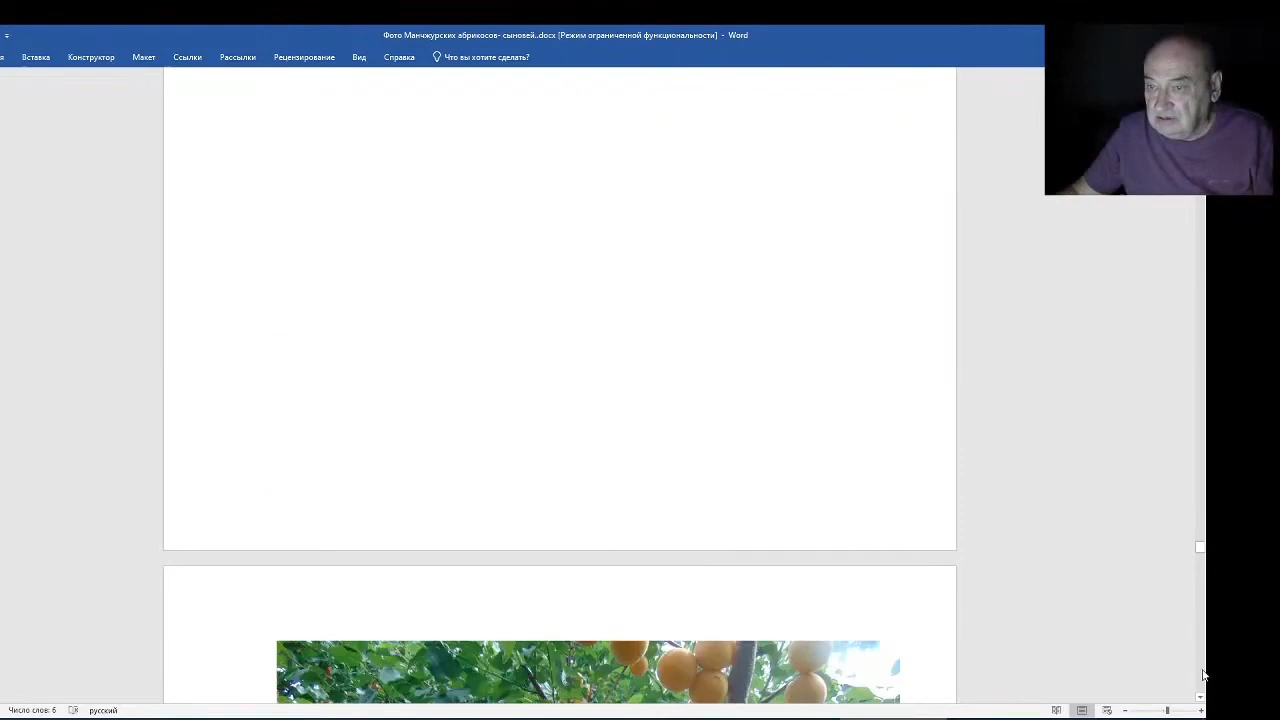 Фото Манчжурских абрикосов- сыновей..docx [Режим ограниченной функциональности] - Word
Вставка Конструктор Макет Ссылки Рассылки Рецензирование Вид Справка Что вы хотите сделать?
Число слов: 6 русский